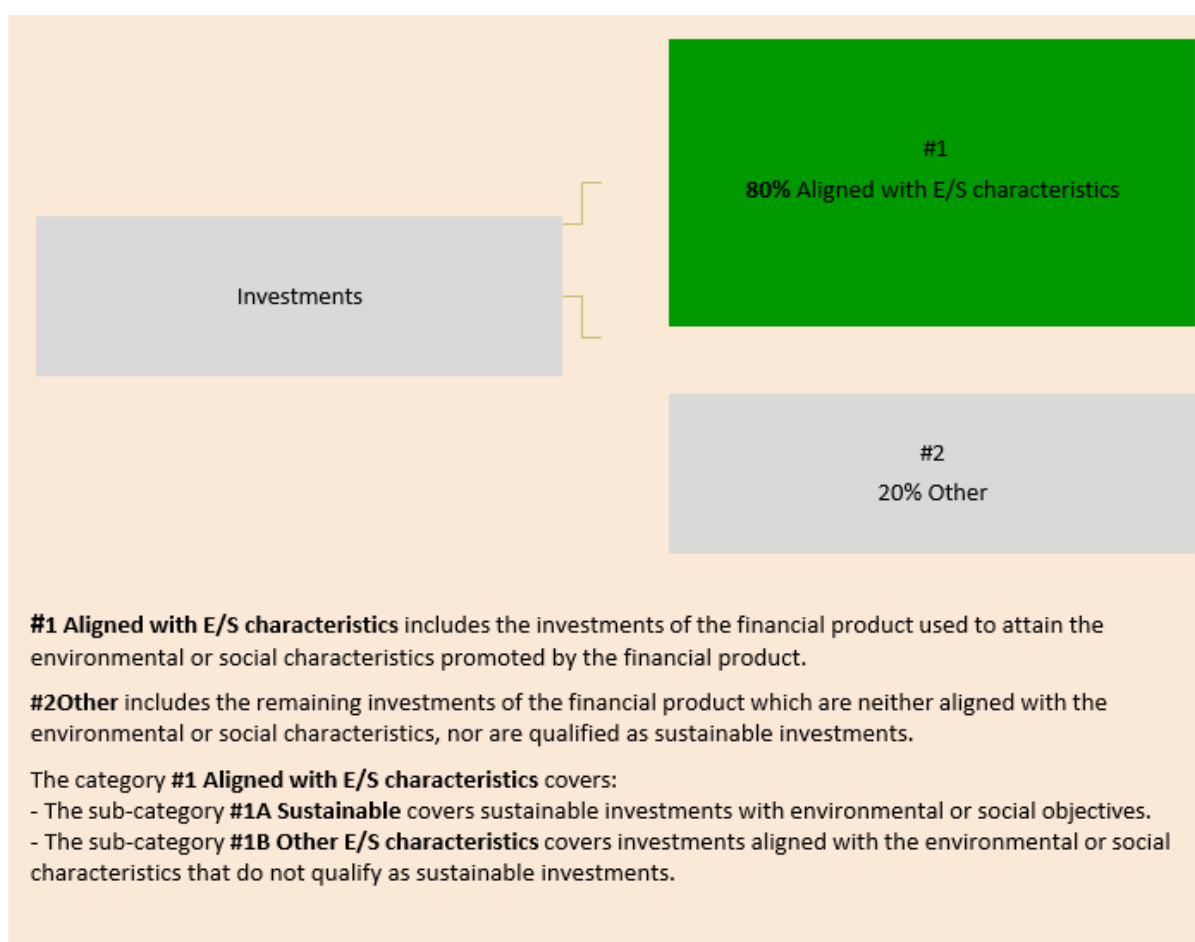 #1
80% Aligned with E/S characteristics
Investments
#2
20% Other
#1 Aligned with E/S characteristics includes the investments of the financial product used to attain the
environmental or social characteristics promoted by the financial product.
#2Other includes the remaining investments of the financial product which are neither aligned with the
environmental or social characteristics, nor are qualified as sustainable investments.
The category #1 Aligned with E/S characteristics covers:
- The sub-category #1A Sustainable covers sustainable investments with environmental or social objectives.
- The sub-category #1B Other E/S characteristics covers investments aligned with the environmental or social
characteristics that do not qualify as sustainable investments.